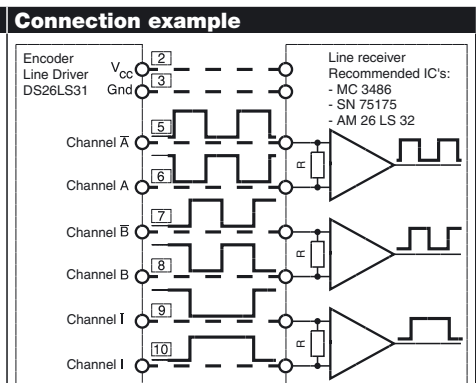 Connection example
Encoder
Line Driver
DS26LS31
VCC
Gnd
2
3
Line receiver
Recommended IC's:
- MC 3486
- SN 75175
- AM 26 LS 32
5
Channel A̅
6
Channel A
R
7
Channel B̅
8
Channel B
R
9
Channel I̅
10
Channel I
R